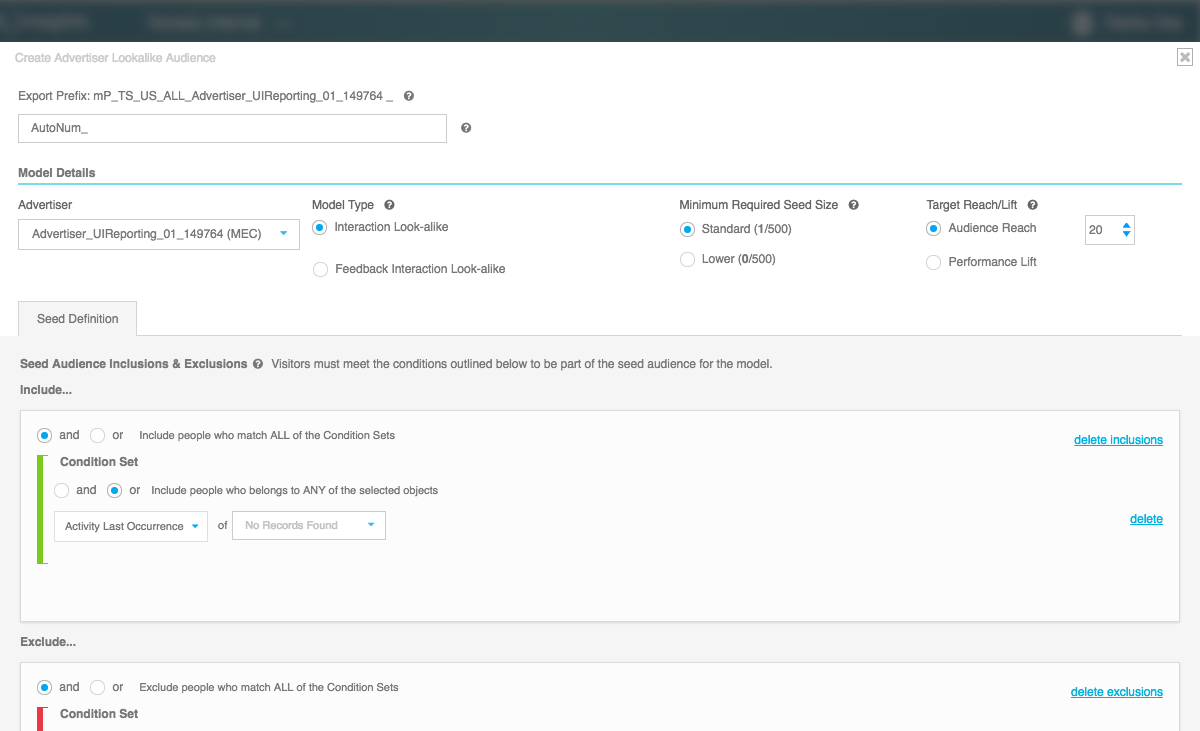 Create Advertiser Lookalike Audience
Export Prefix: mP_TS_US_ALL_Advertiser_UIReporting_01_149764 _
AutoNum_
Model Details
Advertiser
Model Type
Minimum Required Seed Size
Target Reach/Lift
Advertiser_UIReporting_01_149764 (MEC)
Interaction Look-alike
Standard (1/500)
Audience Reach
20
Feedback Interaction Look-alike
Lower (0/500)
Performance Lift
Seed Definition
Seed Audience Inclusions & Exclusions
Visitors must meet the conditions outlined below to be part of the seed audience for the model.
Include...
and or Include people who match ALL of the Condition Sets
delete inclusions
Condition Set
and or Include people who belongs to ANY of the selected objects
Activity Last Occurrence of No Records Found
delete
Exclude...
and or Exclude people who match ALL of the Condition Sets
delete exclusions
Condition Set